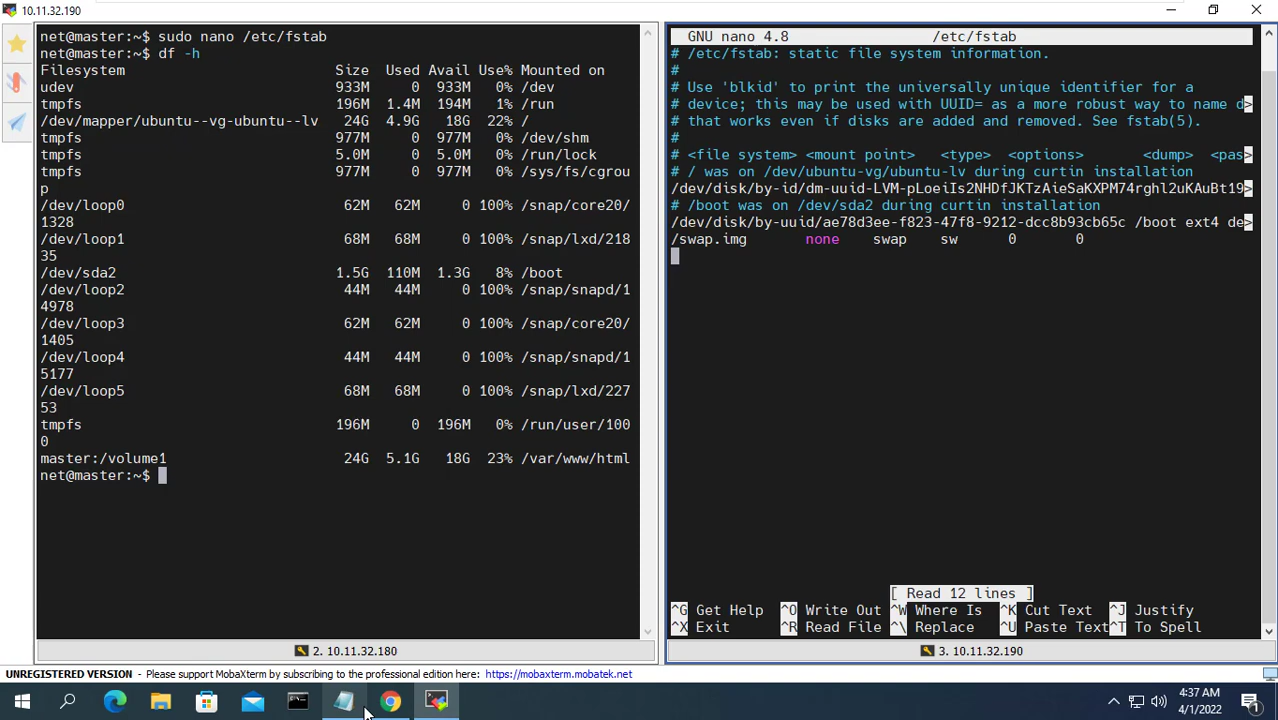 10.11.32.190
net@master:~$ sudo nano /etc/fstab
net@master:~$ df -h
Filesystem Size Used Avail Use% Mounted on
udev 933M 0 933M 0% /dev
tmpfs 196M 1.4M 194M 1% /run
/dev/mapper/ubuntu--vg-ubuntu--lv 24G 4.9G 18G 22% /
tmpfs 977M 0 977M 0% /dev/shm
tmpfs 5.0M 0 5.0M 0% /run/lock
tmpfs 977M 0 977M 0% /sys/fs/cgrou
p
/dev/loop0 62M 62M 0 100% /snap/core20/
1328
/dev/loop1 68M 68M 0 100% /snap/lxd/218
35
/dev/sda2 1.5G 110M 1.3G 8% /boot
/dev/loop2 44M 44M 0 100% /snap/snapd/1
4978
/dev/loop3 62M 62M 0 100% /snap/core20/
1405
/dev/loop4 44M 44M 0 100% /snap/snapd/1
5177
/dev/loop5 68M 68M 0 100% /snap/lxd/227
53
tmpfs 196M 0 196M 0% /run/user/100
0
master:/volume1 24G 5.1G 18G 23% /var/www/html
net@master:~$
2. 10.11.32.180
GNU nano 4.8 /etc/fstab
# /etc/fstab: static file system information.
#
# Use 'blkid' to print the universally unique identifier for a
# device; this may be used with UUID= as a more robust way to name d>
# that works even if disks are added and removed. See fstab(5).
#
# <file system> <mount point> <type> <options> <dump> <pas>
# / was on /dev/ubuntu-vg/ubuntu-lv during curtin installation
/dev/disk/by-id/dm-uuid-LVM-pLoeiIs2NHDfJKTzAieSaKXPM74rghl2uKAuBt19>
# /boot was on /dev/sda2 during curtin installation
/dev/disk/by-uuid/ae78d3ee-f823-47f8-9212-dcc8b93cb65c /boot ext4 de>
/swap.img none swap sw 0 0
[ Read 12 lines ]
^G Get Help ^O Write Out ^W Where Is ^K Cut Text ^J Justify
^X Exit ^R Read File ^\ Replace ^U Paste Text^T To Spell
3. 10.11.32.190
UNREGISTERED VERSION - Please support MobaXterm by subscribing to the professional edition here: https://mobaxterm.mobatek.net
4:37 AM
4/1/2022
1